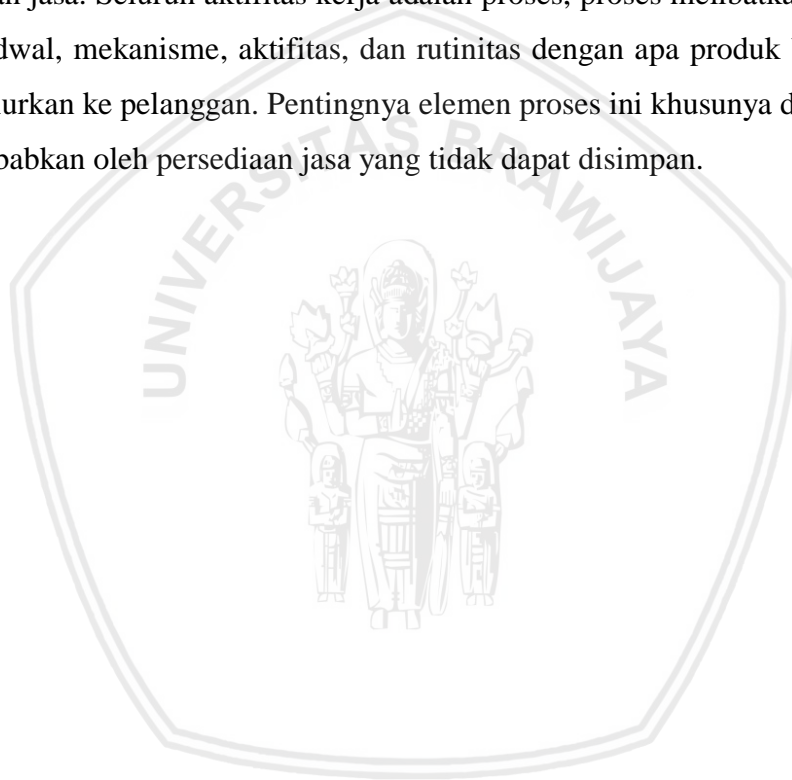 an jasa. Seluruh aktifitas kerja adalah proses, proses melibatka
dwal, mekanisme, aktifitas, dan rutinitas dengan apa produk
lurkan ke pelanggan. Pentingnya elemen proses ini khusunya d
babkan oleh persediaan jasa yang tidak dapat disimpan.
UNIVERSITAS BRAWIJAYA